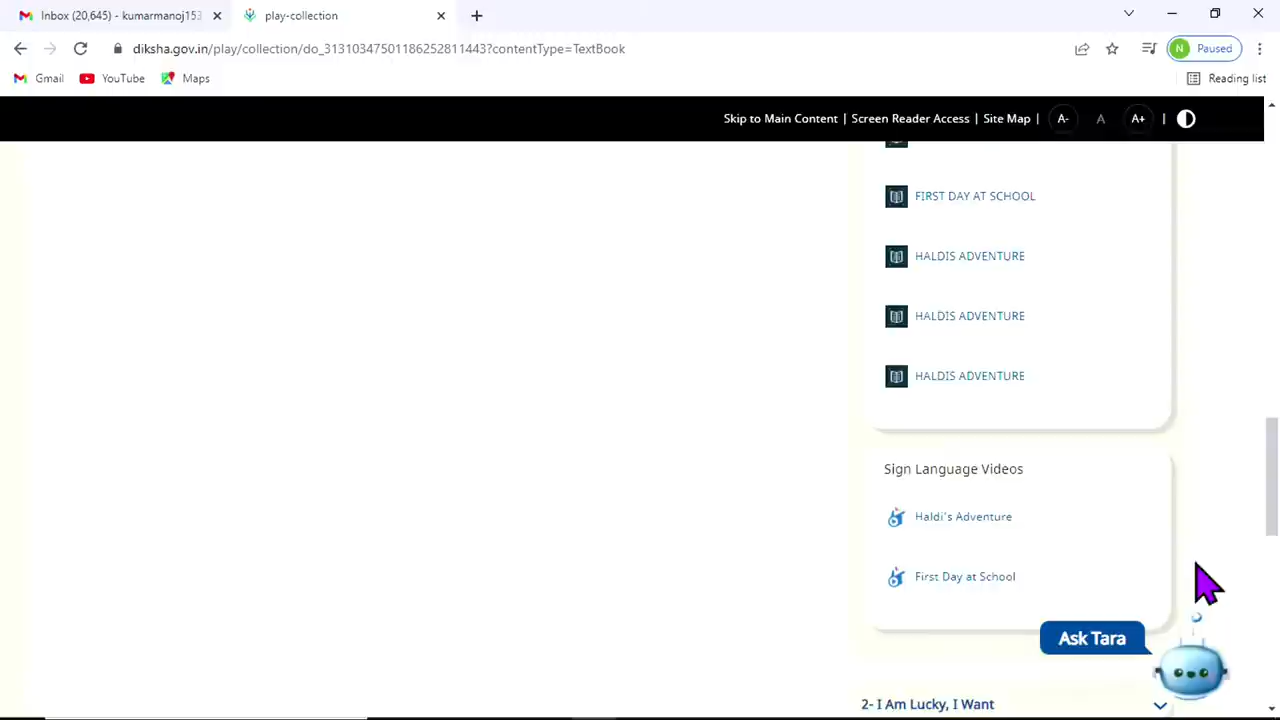 Inbox (20,645) - kumarmanoj153
play-collection
diksha.gov.in/play/collection/do_31310347501186252811443?contentType=TextBook
N Paused
Gmail YouTube Maps Reading list
Skip to Main Content | Screen Reader Access | Site Map | A- A A+ |
FIRST DAY AT SCHOOL
HALDIS ADVENTURE
HALDIS ADVENTURE
HALDIS ADVENTURE
Sign Language Videos
Haldi's Adventure
First Day at School
Ask Tara
2- I Am Lucky, I Want